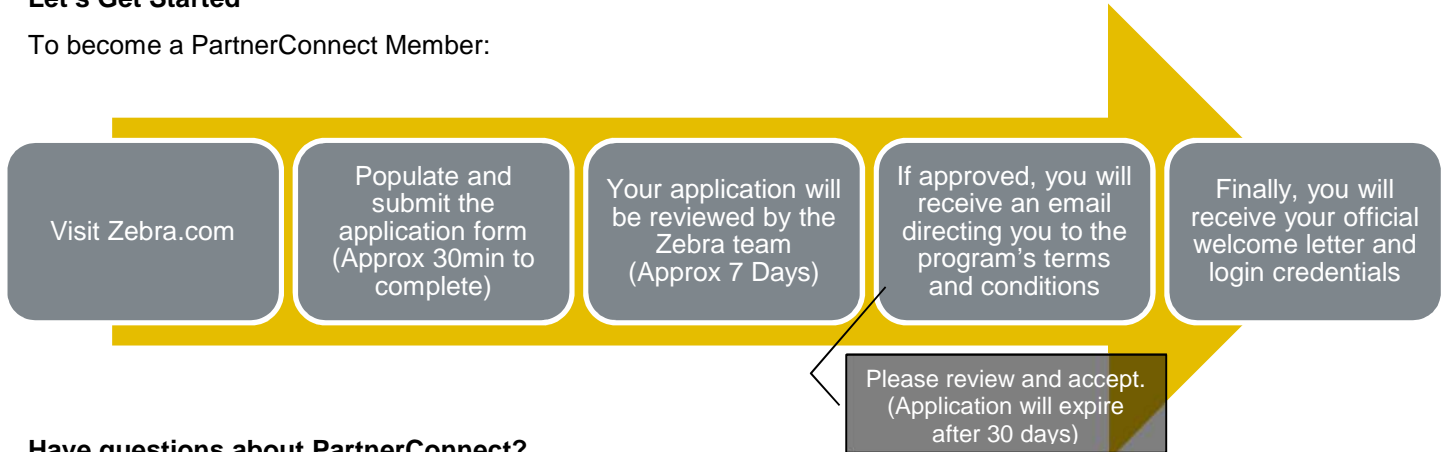 Let's Get Started
To become a PartnerConnect Member:
Visit Zebra.com
Populate and
submit the
application form
(Approx 30min to
complete)
Your application will
be reviewed by the
Zebra team
(Approx 7 Days)
If approved, you will
receive an email
directing you to the
program's terms
and conditions
Finally, you will
receive your official
welcome letter and
login credentials
Please review and accept.
(Application will expire
after 30 days)
Have questions about PartnerConnect?